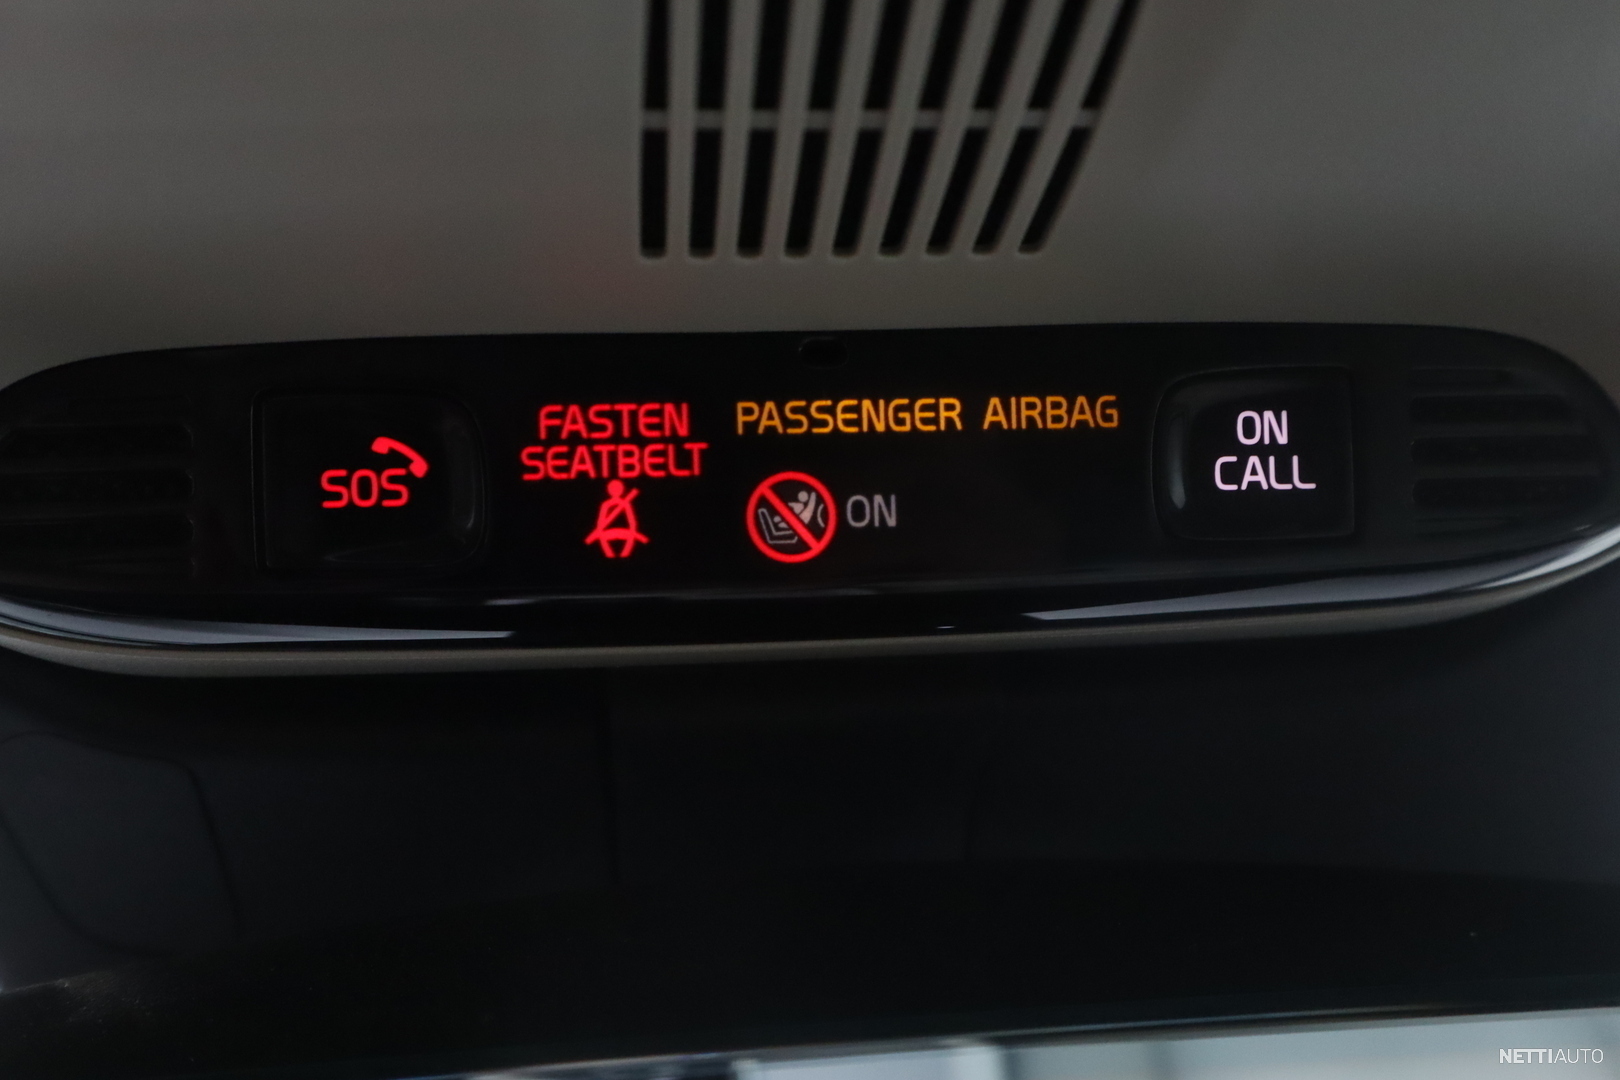 SOS
FASTEN
SEATBELT
PASSENGER AIRBAG
ON
ON
CALL
NETTIAUTO